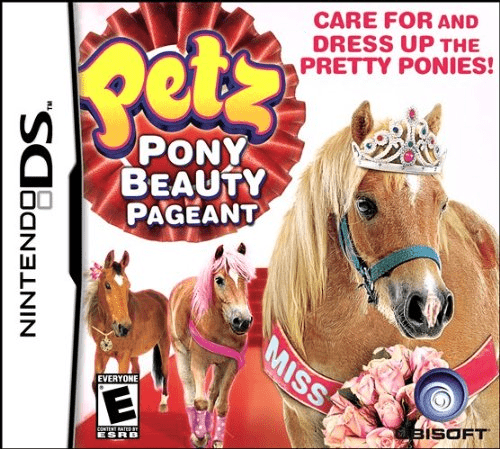 CARE FOR AND
DRESS UP THE
PRETTY PONIES!
Petz
PONY
BEAUTY
PAGEANT
NINTENDO DS™
MISS
EVERYONE
E
CONTENT RATED BY
ESRB
UBISOFT